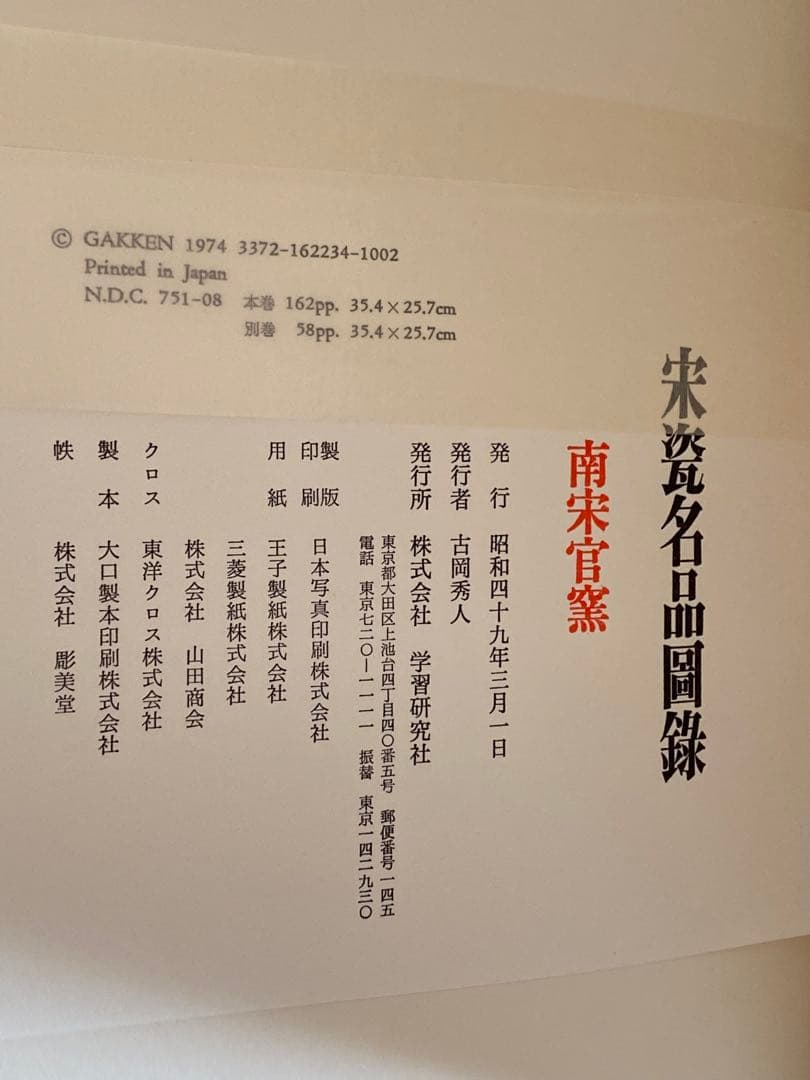 © GAKKEN 1974 3372-162234-1002
Printed in Japan
N.D.C. 751-08 本巻 162pp. 35.4×25.7cm
別巻 58pp. 35.4×25.7cm
宋瓷名品圖錄
南宋官窯
発行 昭和四十九年三月一日
発行者 古岡秀人
発行所 株式会社 学習研究社
東京都大田区上池台四丁目四〇番五号 郵便番号一四五
電話 東京七二〇ー一一一一 振替 東京一四二九三〇
製版
印刷 日本写真印刷株式会社
用紙 王子製紙株式会社
三菱製紙株式会社
株式会社 山田商会
クロス 東洋クロス株式会社
製本 大口製本印刷株式会社
帙 株式会社 彫美堂